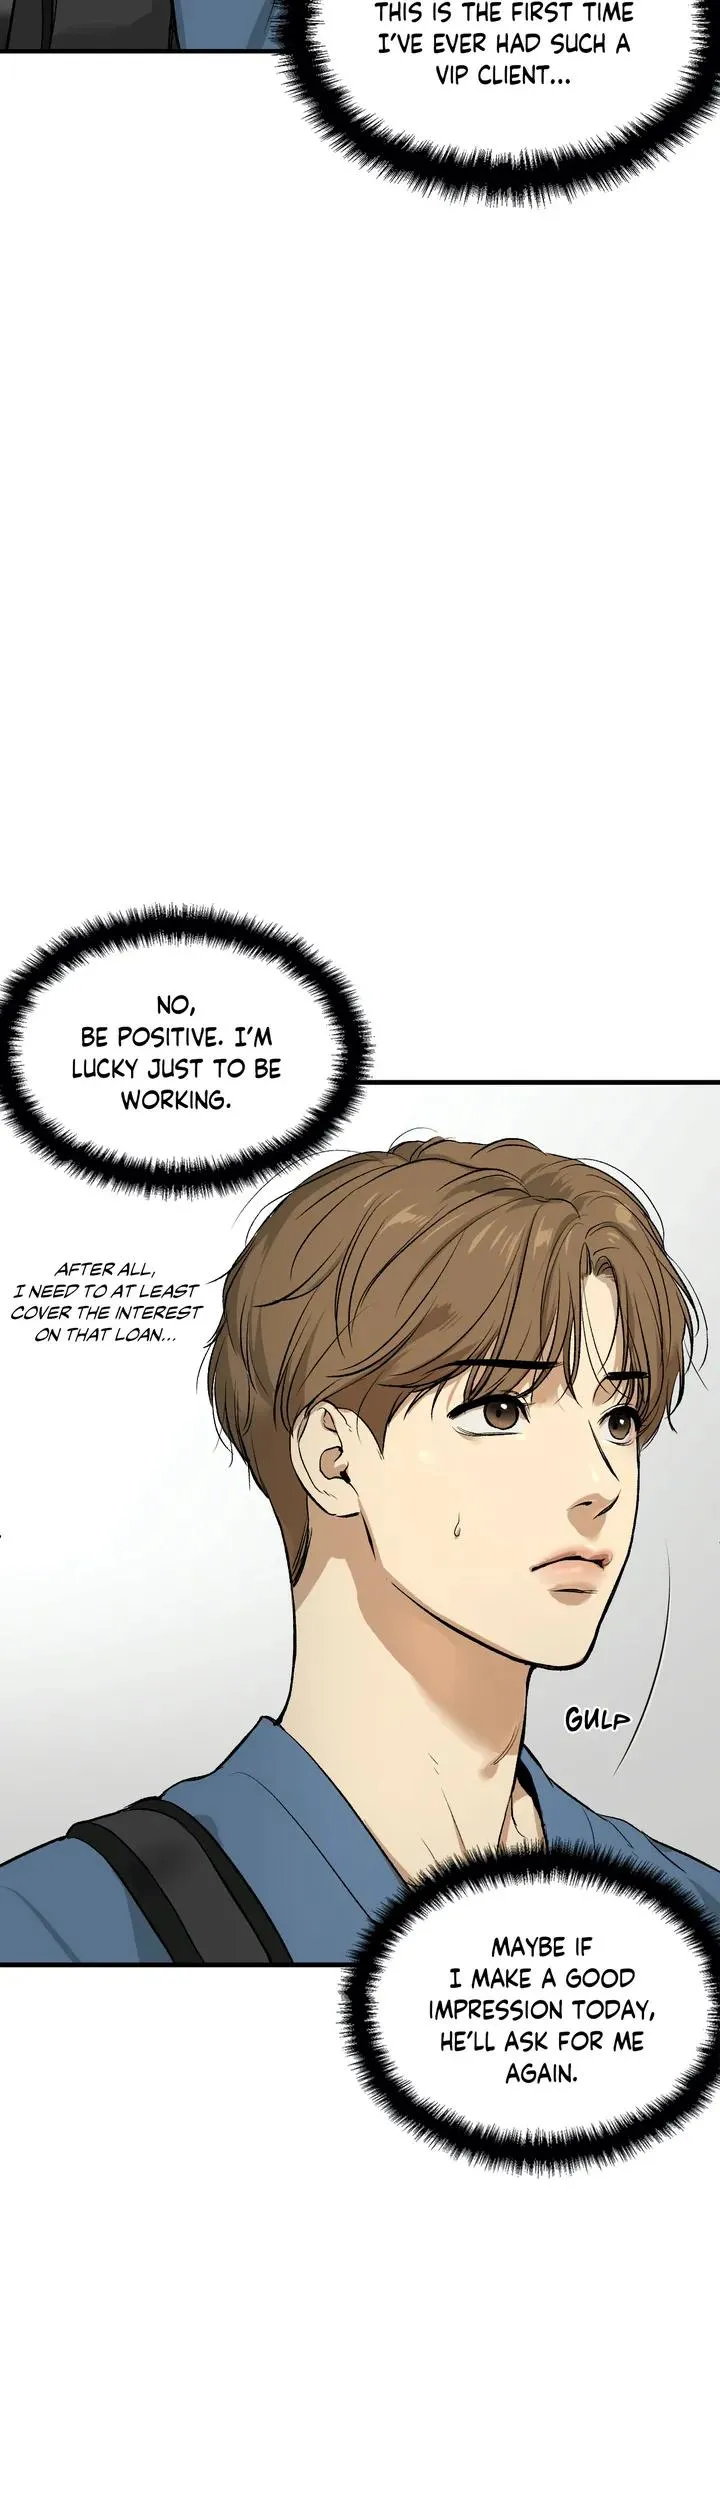 THIS IS THE FIRST TIME
I'VE EVER HAD SUCH A
VIP CLIENT...
NO,
BE POSITIVE. I'M
LUCKY JUST TO BE
WORKING.
AFTER ALL,
I NEED TO AT LEAST
COVER THE INTEREST
ON THAT LOAN...
GULP
MAYBE IF
I MAKE A GOOD
IMPRESSION TODAY,
HE'LL ASK FOR ME
AGAIN.